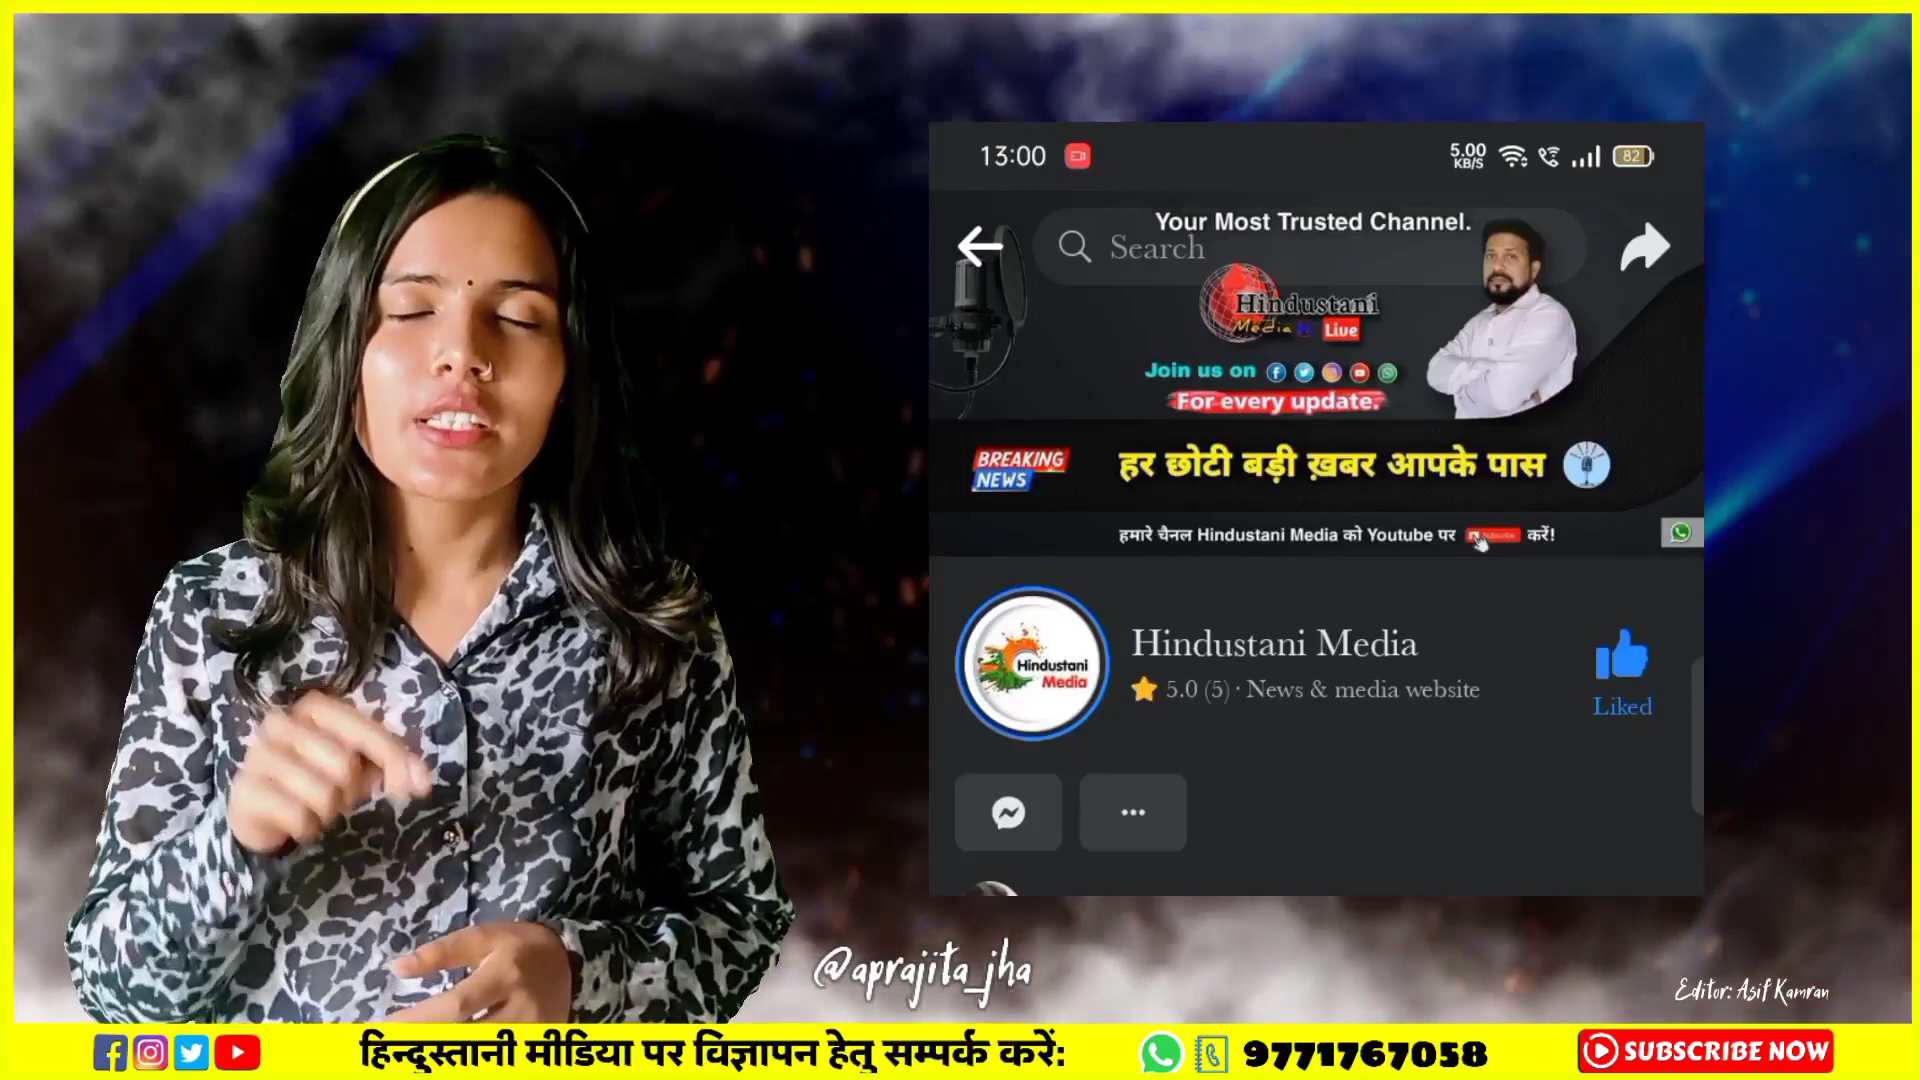 13:00
5.00
KB/S
82
Your Most Trusted Channel.
Search
Hindustani
Media
Live
Join us on
For every update.
BREAKING
NEWS
हर छोटी बड़ी ख़बर आपके पास
हमारे चैनल Hindustani Media को Youtube पर Subscribe करें!
Hindustani
Media
Hindustani Media
5.0 (5) · News & media website
Liked
@aprajita_jha
Editor: Asif Kamran
हिन्दुस्तानी मीडिया पर विज्ञापन हेतु सम्पर्क करें:
9771767058
SUBSCRIBE NOW